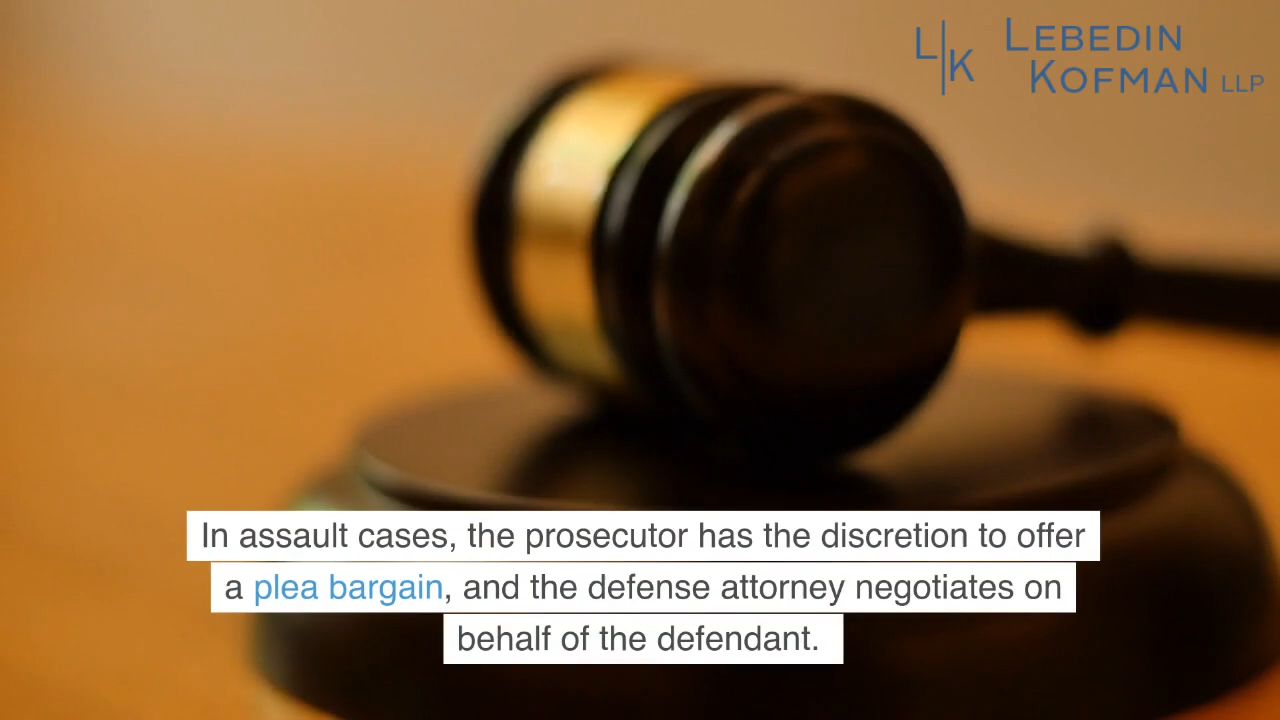 L|K LEBEDIN
KOFMAN LLP
In assault cases, the prosecutor has the discretion to offer
a plea bargain, and the defense attorney negotiates on
behalf of the defendant.